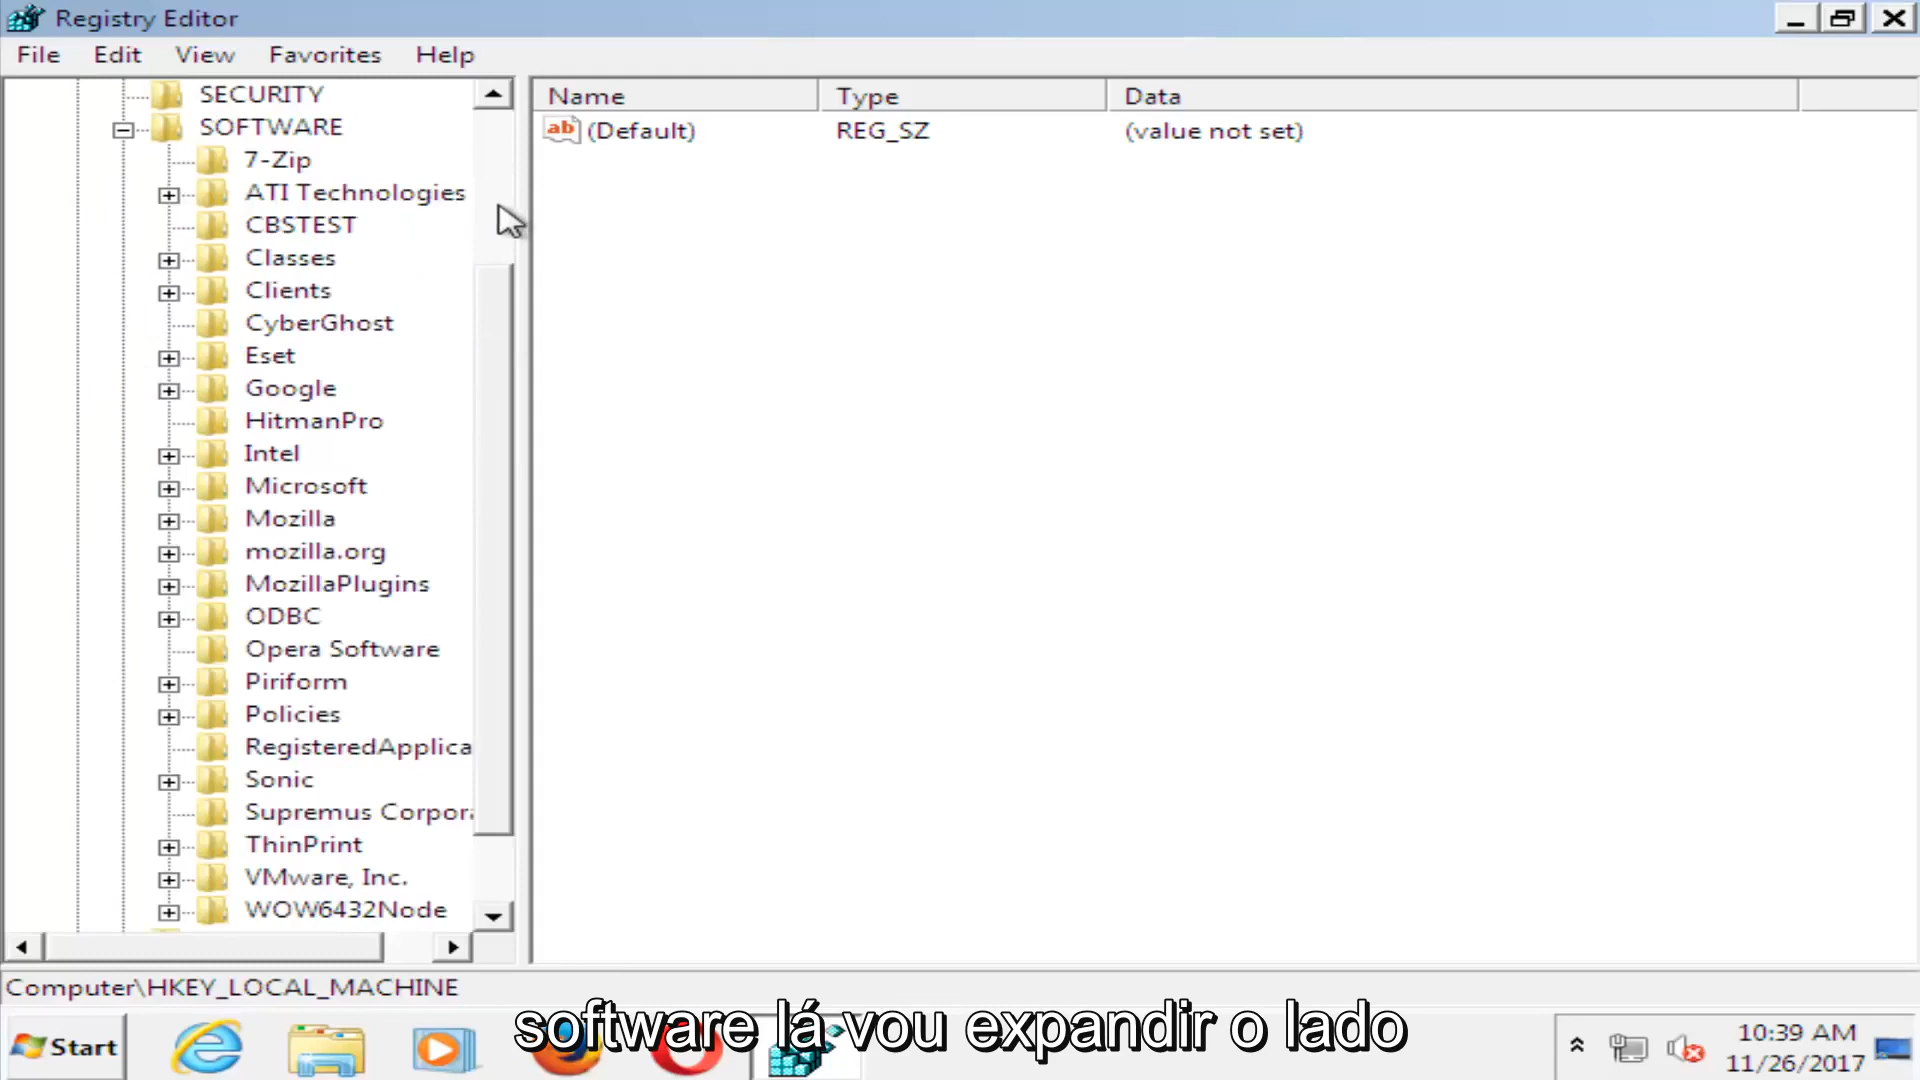 Registry Editor
File Edit View Favorites Help
SECURITY
SOFTWARE
7-Zip
ATI Technologies
CBSTEST
Classes
Clients
CyberGhost
Eset
Google
HitmanPro
Intel
Microsoft
Mozilla
mozilla.org
MozillaPlugins
ODBC
Opera Software
Piriform
Policies
RegisteredApplica
Sonic
Supremus Corpor
ThinPrint
VMware, Inc.
WOW6432Node
Name Type Data
ab (Default) REG_SZ (value not set)
Computer\HKEY_LOCAL_MACHINE
software lá vou expandir o lado
Start
10:39 AM
11/26/2017